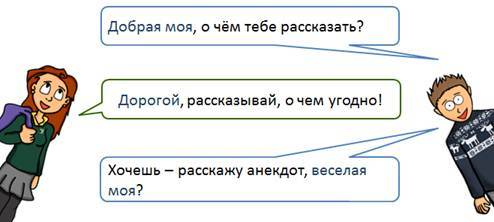 Добрая моя, о чём тебе рассказать?
Дорогой, рассказывай, о чем угодно!
Хочешь – расскажу анекдот, веселая
моя?